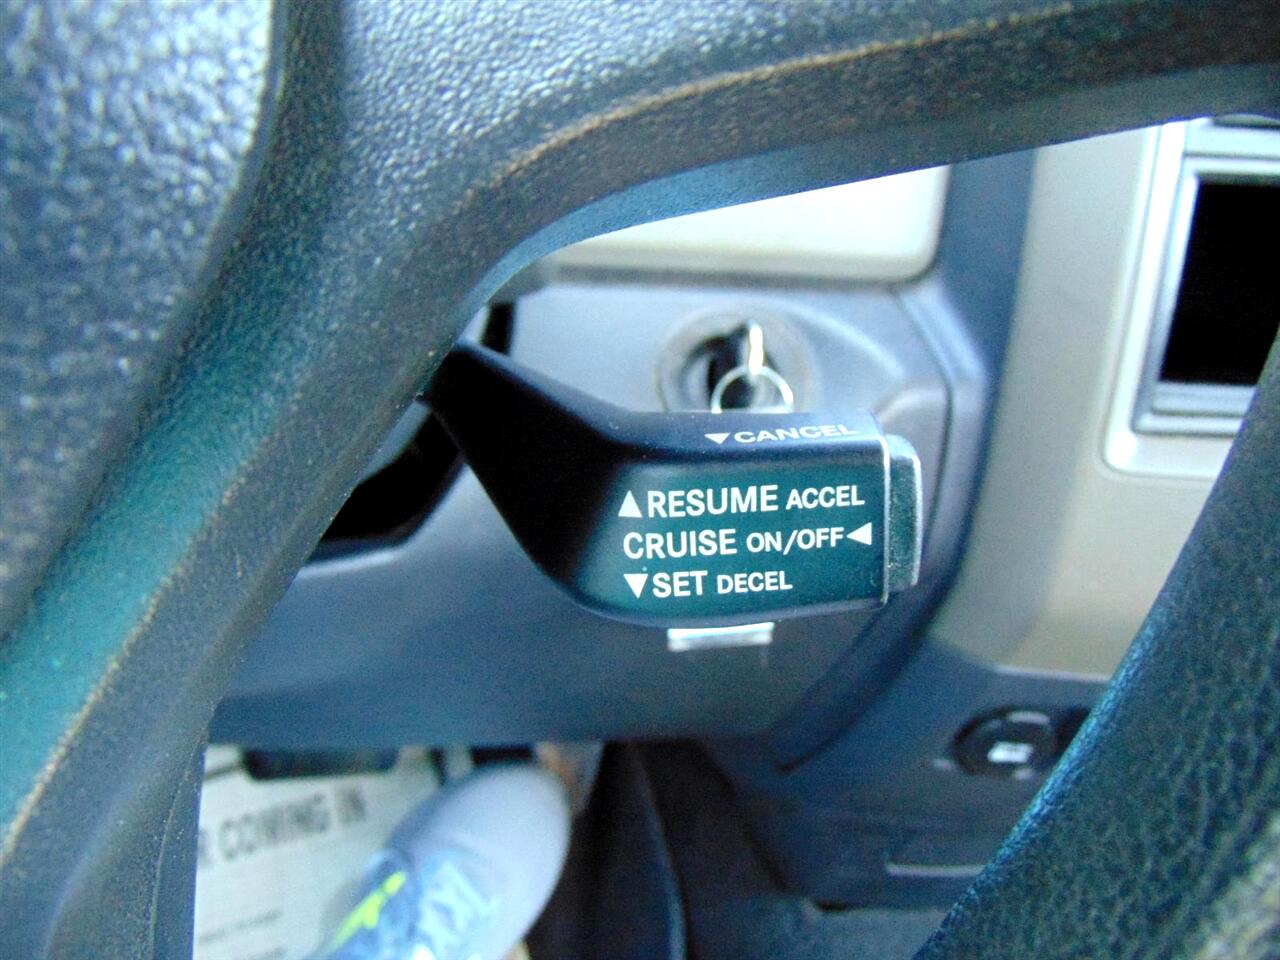 ▼CANCEL
▲RESUME ACCEL
CRUISE ON/OFF◀
▼SET DECEL
COMING IN